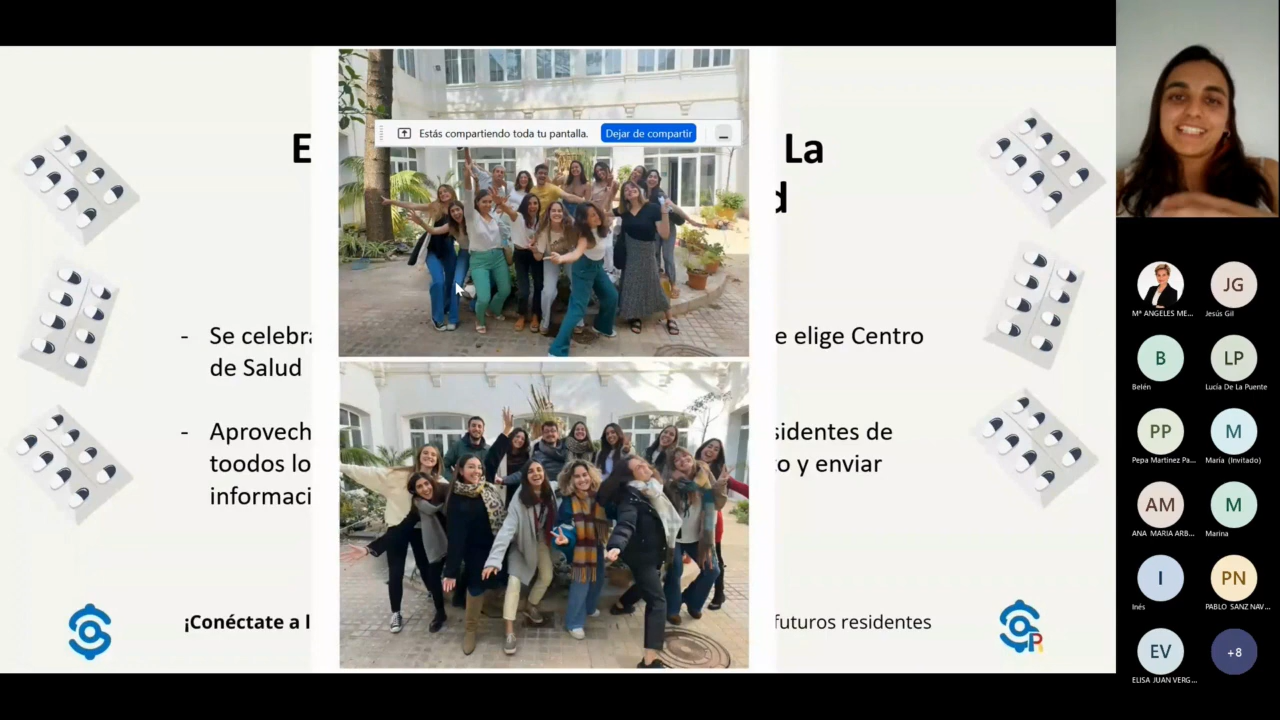 E
La
d
Estás compartiendo toda tu pantalla.
Dejar de compartir
- Se celebra
e elige Centro
de Salud
- Aprovech
sidentes de
toodos lo
o y enviar
informaci
¡Conéctate a l
futuros residentes
R
Mª ANGELES ME...
JG
Jesús Gil
B
Belén
LP
Lucía De La Puente
PP
Pepa Martinez Pa...
M
María (Invitado)
AM
ANA MARIA ARB...
M
Marina
I
Inés
PN
PABLO SANZ NAV...
EV
ELISA JUAN VERG...
+8